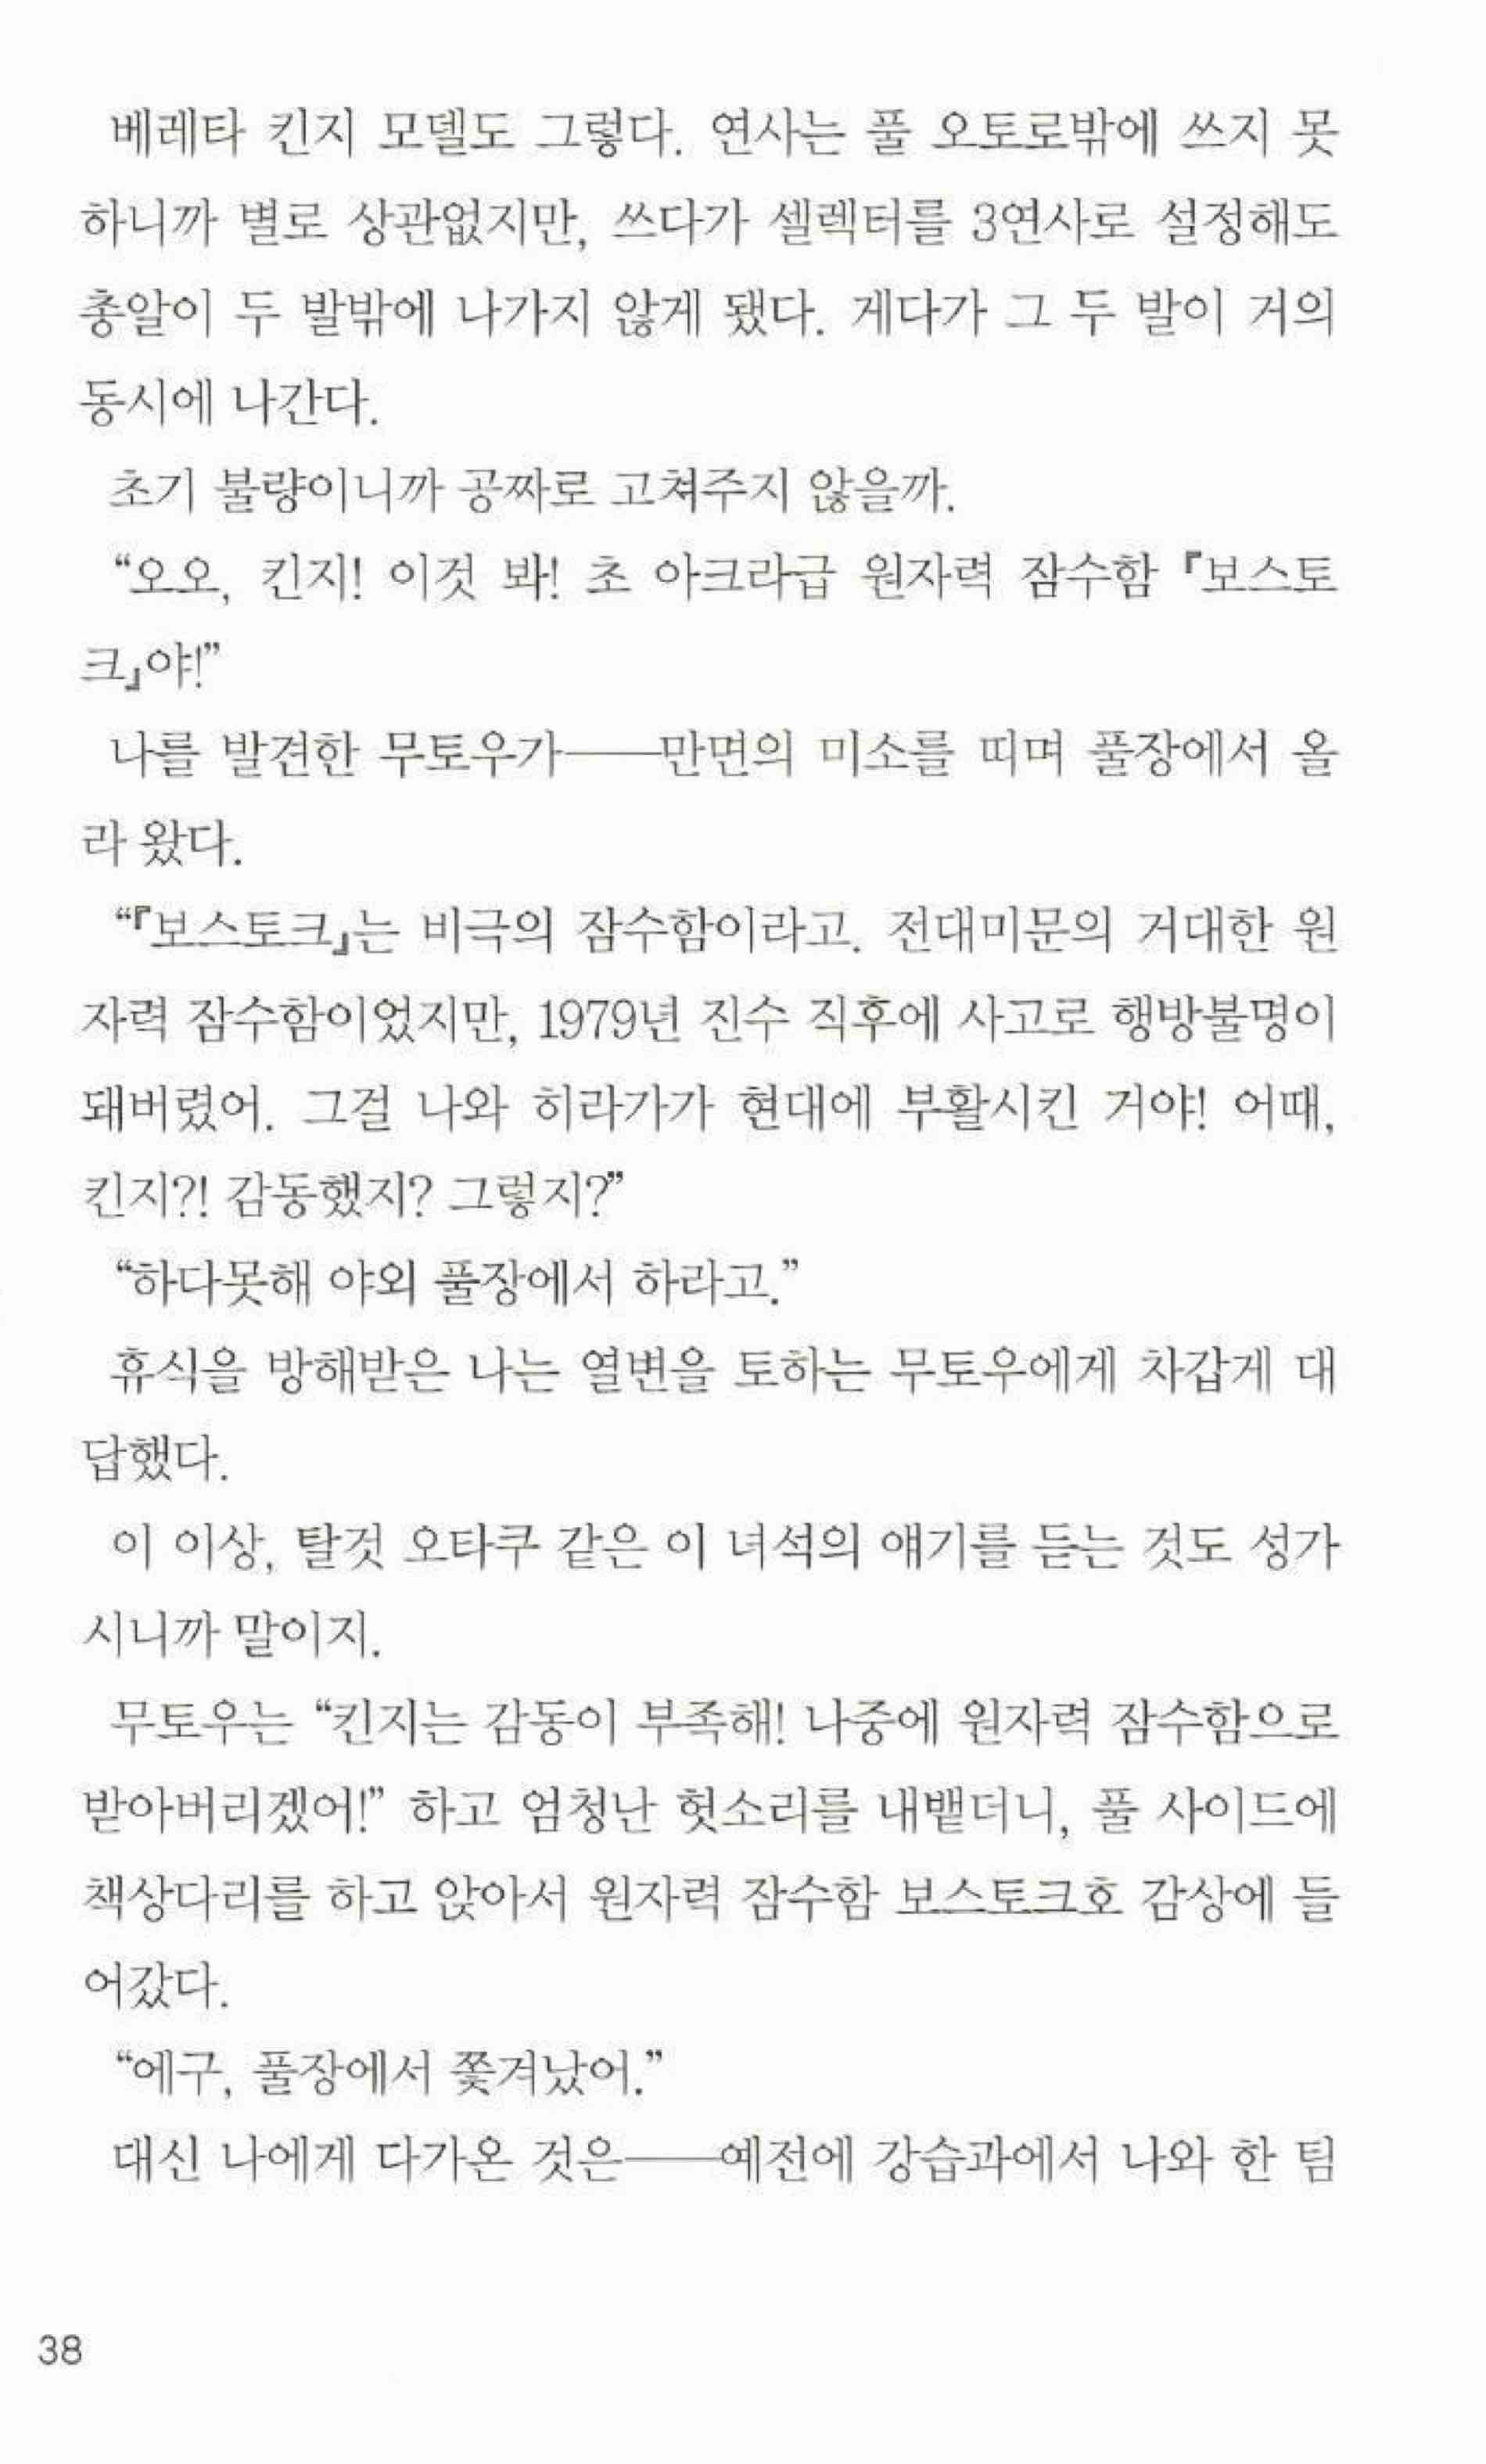 베레타 킨지 모델도 그렇다. 연사는 풀 오토로밖에 쓰지 못
하니까 별로 상관없지만, 쓰다가 셀렉터를 3연사로 설정해도
총알이 두 발밖에 나가지 않게 됐다. 게다가 그 두 발이 거의
동시에 나간다.
초기 불량이니까 공짜로 고쳐주지 않을까.
“오오, 킨지! 이것 봐! 초 아크라급 원자력 잠수함 『보스토
크』야!”
나를 발견한 무토우가──만면의 미소를 띠며 풀장에서 올
라 왔다.
“『보스토크』는 비극의 잠수함이라고. 전대미문의 거대한 원
자력 잠수함이었지만, 1979년 진수 직후에 사고로 행방불명이
돼버렸어. 그걸 나와 히라가가 현대에 부활시킨 거야! 어때,
킨지?! 감동했지? 그렇지?”
“하다못해 야외 풀장에서 하라고.”
휴식을 방해받은 나는 열변을 토하는 무토우에게 차갑게 대
답했다.
이 이상, 탈것 오타쿠 같은 이 녀석의 얘기를 듣는 것도 성가
시니까 말이지.
무토우는 “킨지는 감동이 부족해! 나중에 원자력 잠수함으로
받아버리겠어!” 하고 엄청난 헛소리를 내뱉더니, 풀 사이드에
책상다리를 하고 앉아서 원자력 잠수함 보스토크호 감상에 들
어갔다.
“에구, 풀장에서 쫓겨났어.”
대신 나에게 다가온 것은──예전에 강습과에서 나와 한 팀
38